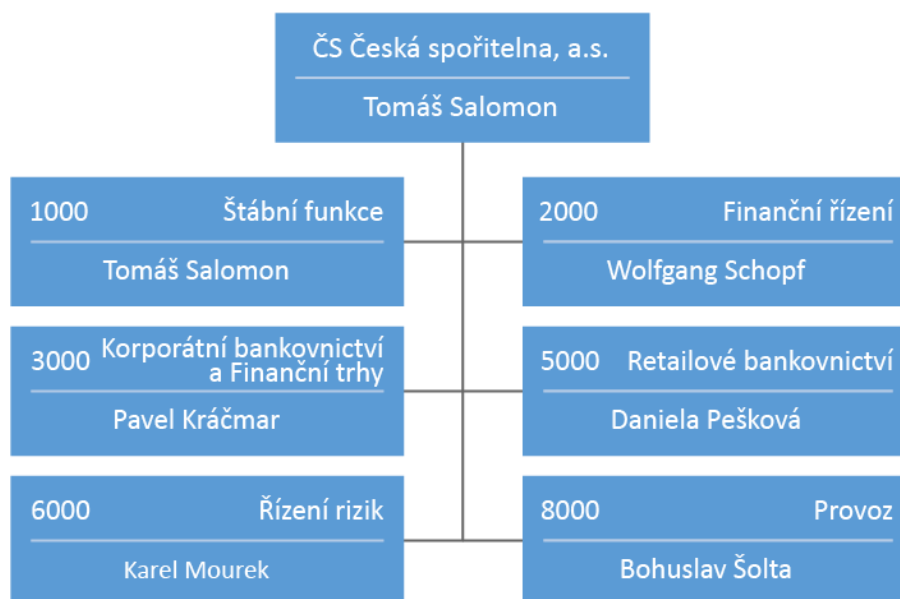 ČS Česká spořitelna, a.s.
Tomáš Salomon
1000 Štábní funkce
Tomáš Salomon
2000 Finanční řízení
Wolfgang Schopf
3000 Korporátní bankovnictví
a Finanční trhy
Pavel Kráčmar
5000 Retailové bankovnictví
Daniela Pešková
6000 Řízení rizik
Karel Mourek
8000 Provoz
Bohuslav Šolta